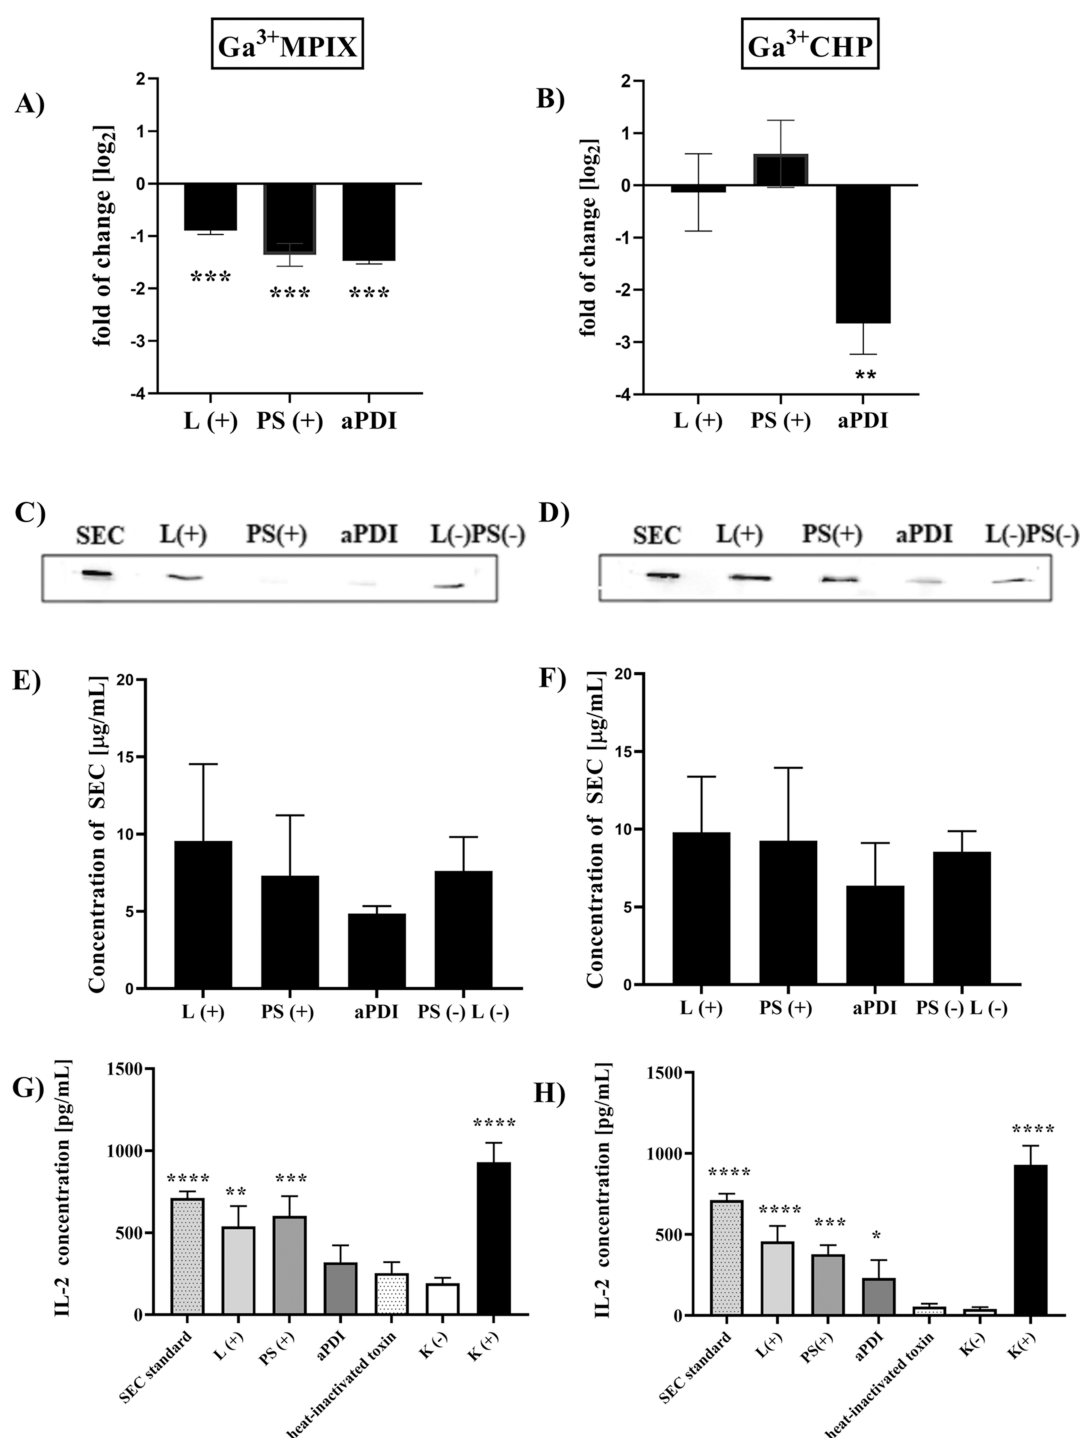 Ga³⁺MPIX
Ga³⁺CHP
A)
fold of change [log₂]
2
1
0
-1
-2
-3
-4
***
***
***
L (+) PS (+) aPDI
B)
fold of change [log₂]
2
1
0
-1
-2
-3
-4
**
L (+) PS (+) aPDI
C)
SEC L(+) PS(+) aPDI L(-)PS(-)
D)
SEC L(+) PS(+) aPDI L(-)PS(-)
E)
Concentration of SEC [µg/mL]
20
15
10
5
0
L (+) PS (+) aPDI PS (-) L (-)
F)
Concentration of SEC [µg/mL]
20
15
10
5
0
L (+) PS (+) aPDI PS (-) L (-)
G)
IL-2 concentration [pg/mL]
1500
1000
500
0
****
**
***
****
SEC standard
L (+)
PS (+)
aPDI
heat-inactivated toxin
K (-)
K (+)
H)
IL-2 concentration [pg/mL]
1500
1000
500
0
****
****
***
*
****
SEC standard
L(+)
PS(+)
aPDI
heat-inactivated toxin
K(-)
K(+)